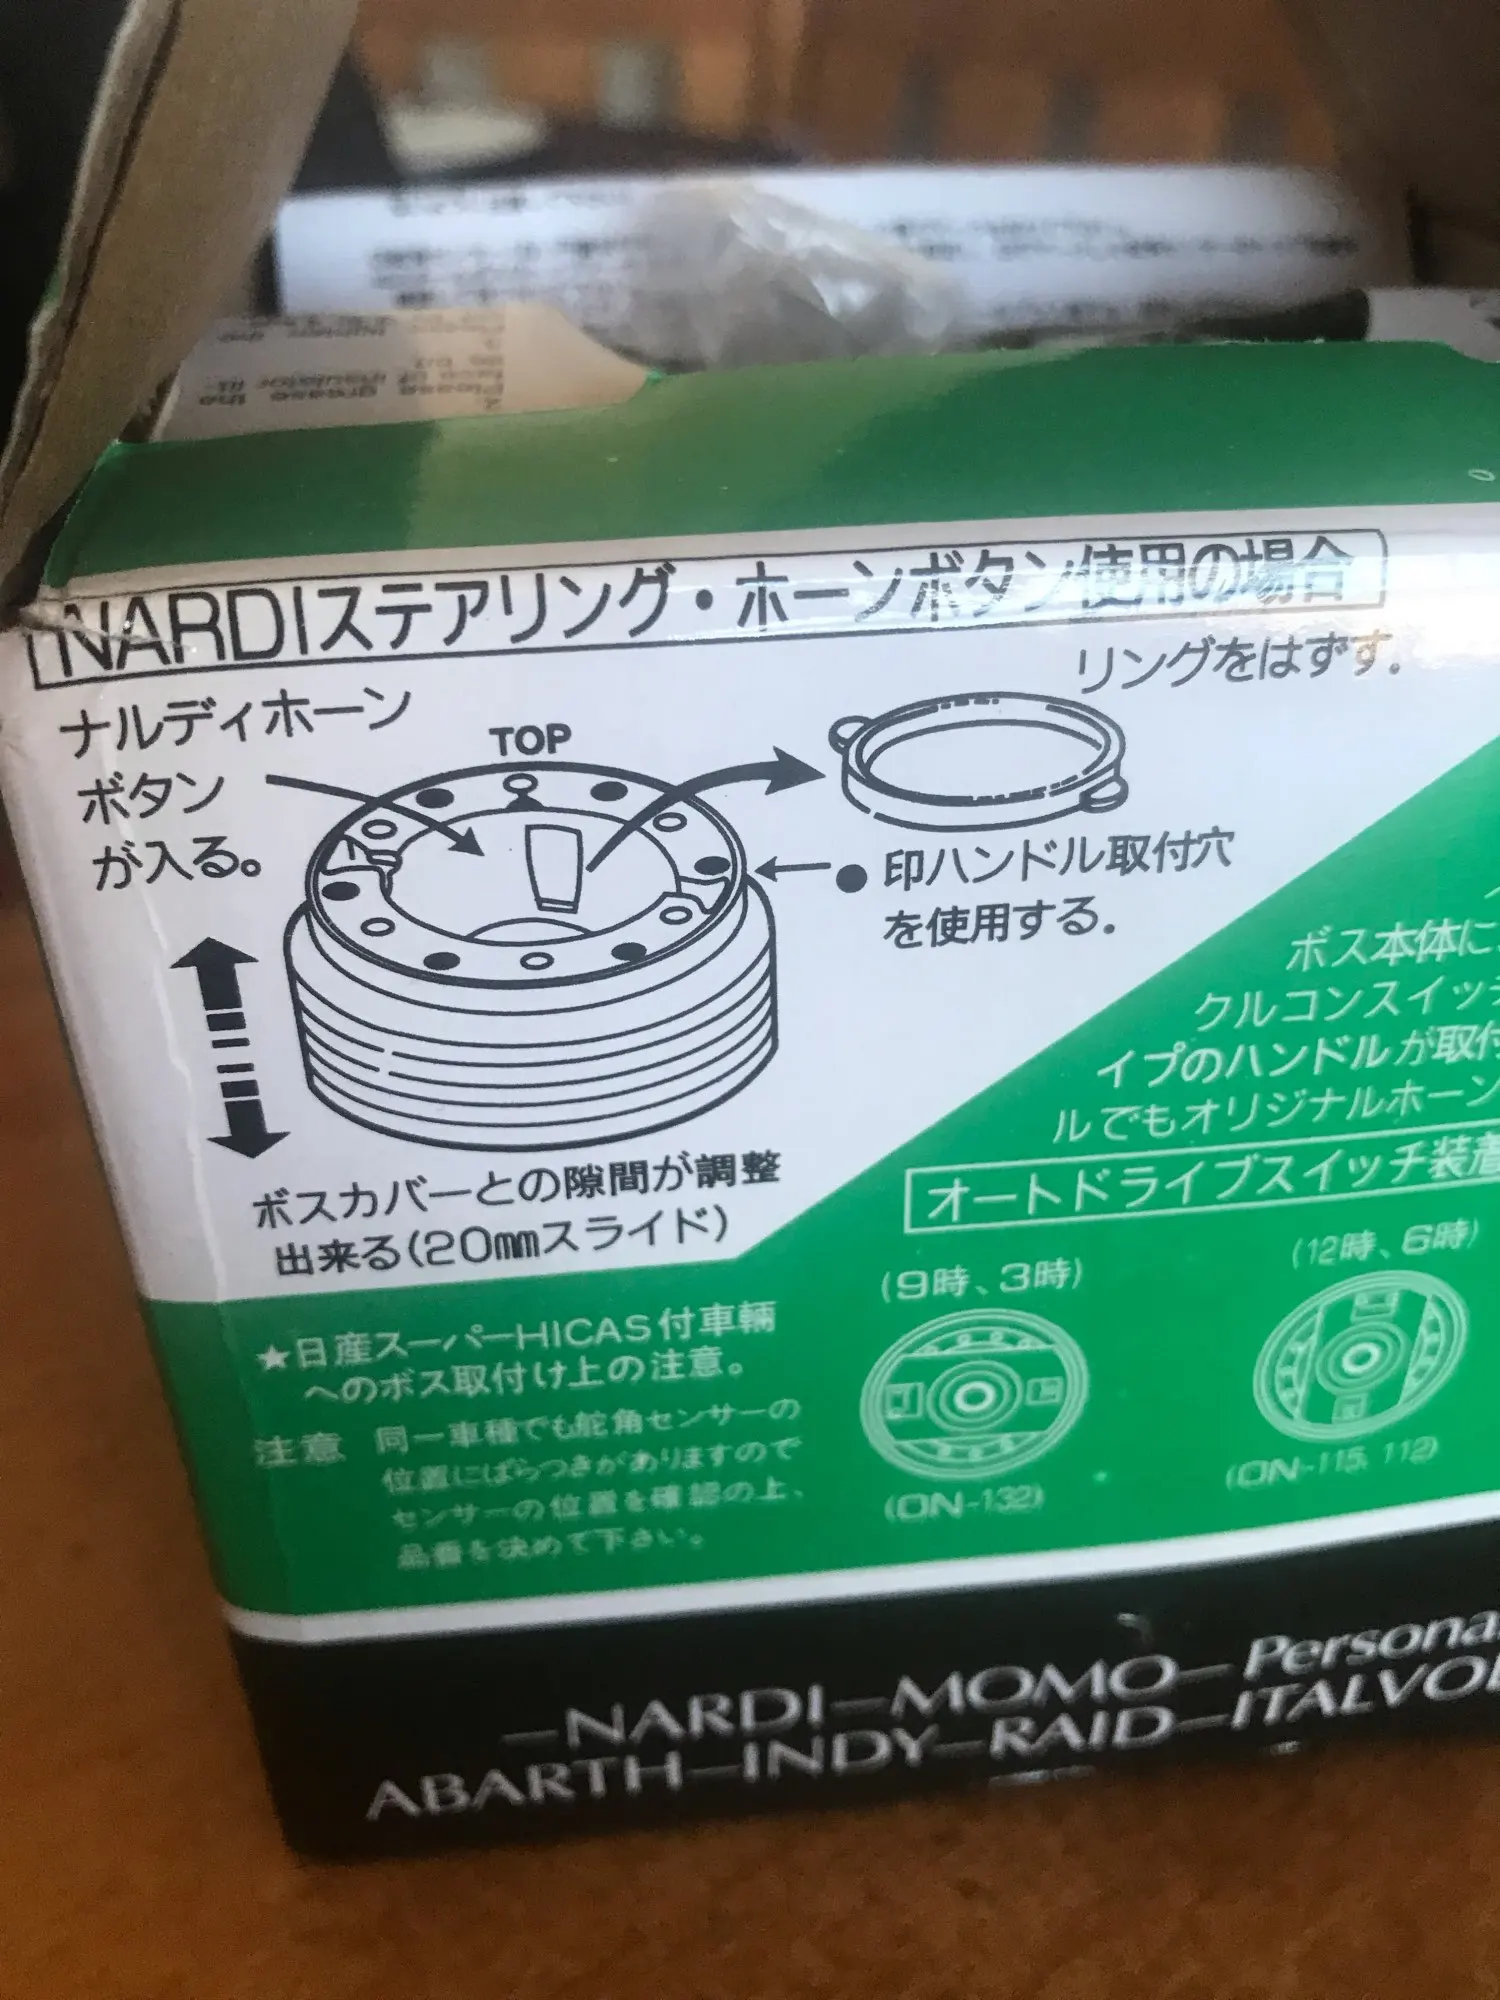 NARDIステアリング・ホーンボタン使用の場合
リングをはずす.
ナルディホーン
ボタン
が入る。
TOP
●印ハンドル取付穴
を使用する.
ボスカバーとの隙間が調整
出来る(20mmスライド)
ボス本体に
クルコンスイッチ
イプのハンドルが取付
ルでもオリジナルホーン
オートドライブスイッチ装着
(9時、3時)
(12時、6時)
(ON-132)
(ON-115, 112)
★日産スーパーHICAS付車輛
へのボス取付け上の注意。
注意 同一車種でも舵角センサーの
位置にばらつきがありますので
センサーの位置を確認の上、
品番を決めて下さい。
—NARDI—MOMO—Persona
ABARTH—INDY—RAID—ITALVO